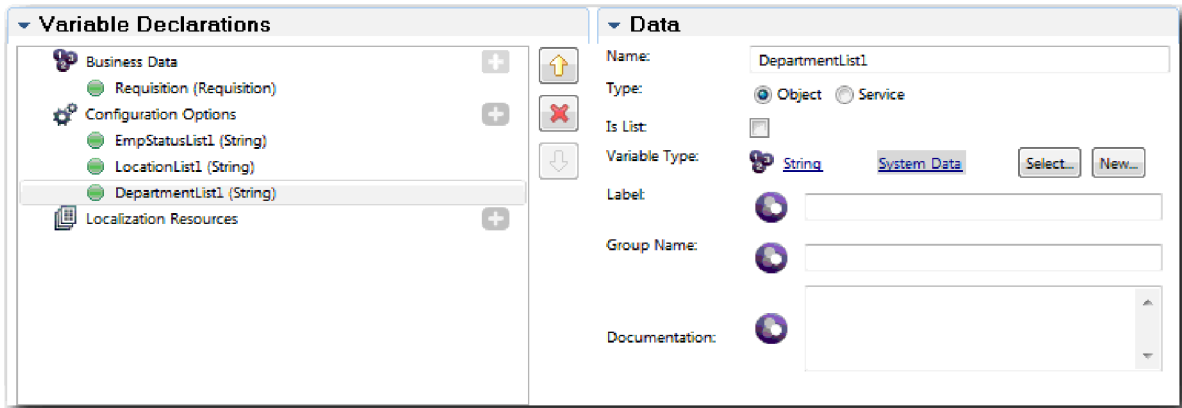 Variable Declarations
Business Data
Requisition (Requisition)
Configuration Options
EmpStatusList1 (String)
LocationList1 (String)
DepartmentList1 (String)
Localization Resources
Data
Name: DepartmentList1
Type: Object Service
Is List:
Variable Type: String System Data Select... New...
Label:
Group Name:
Documentation: